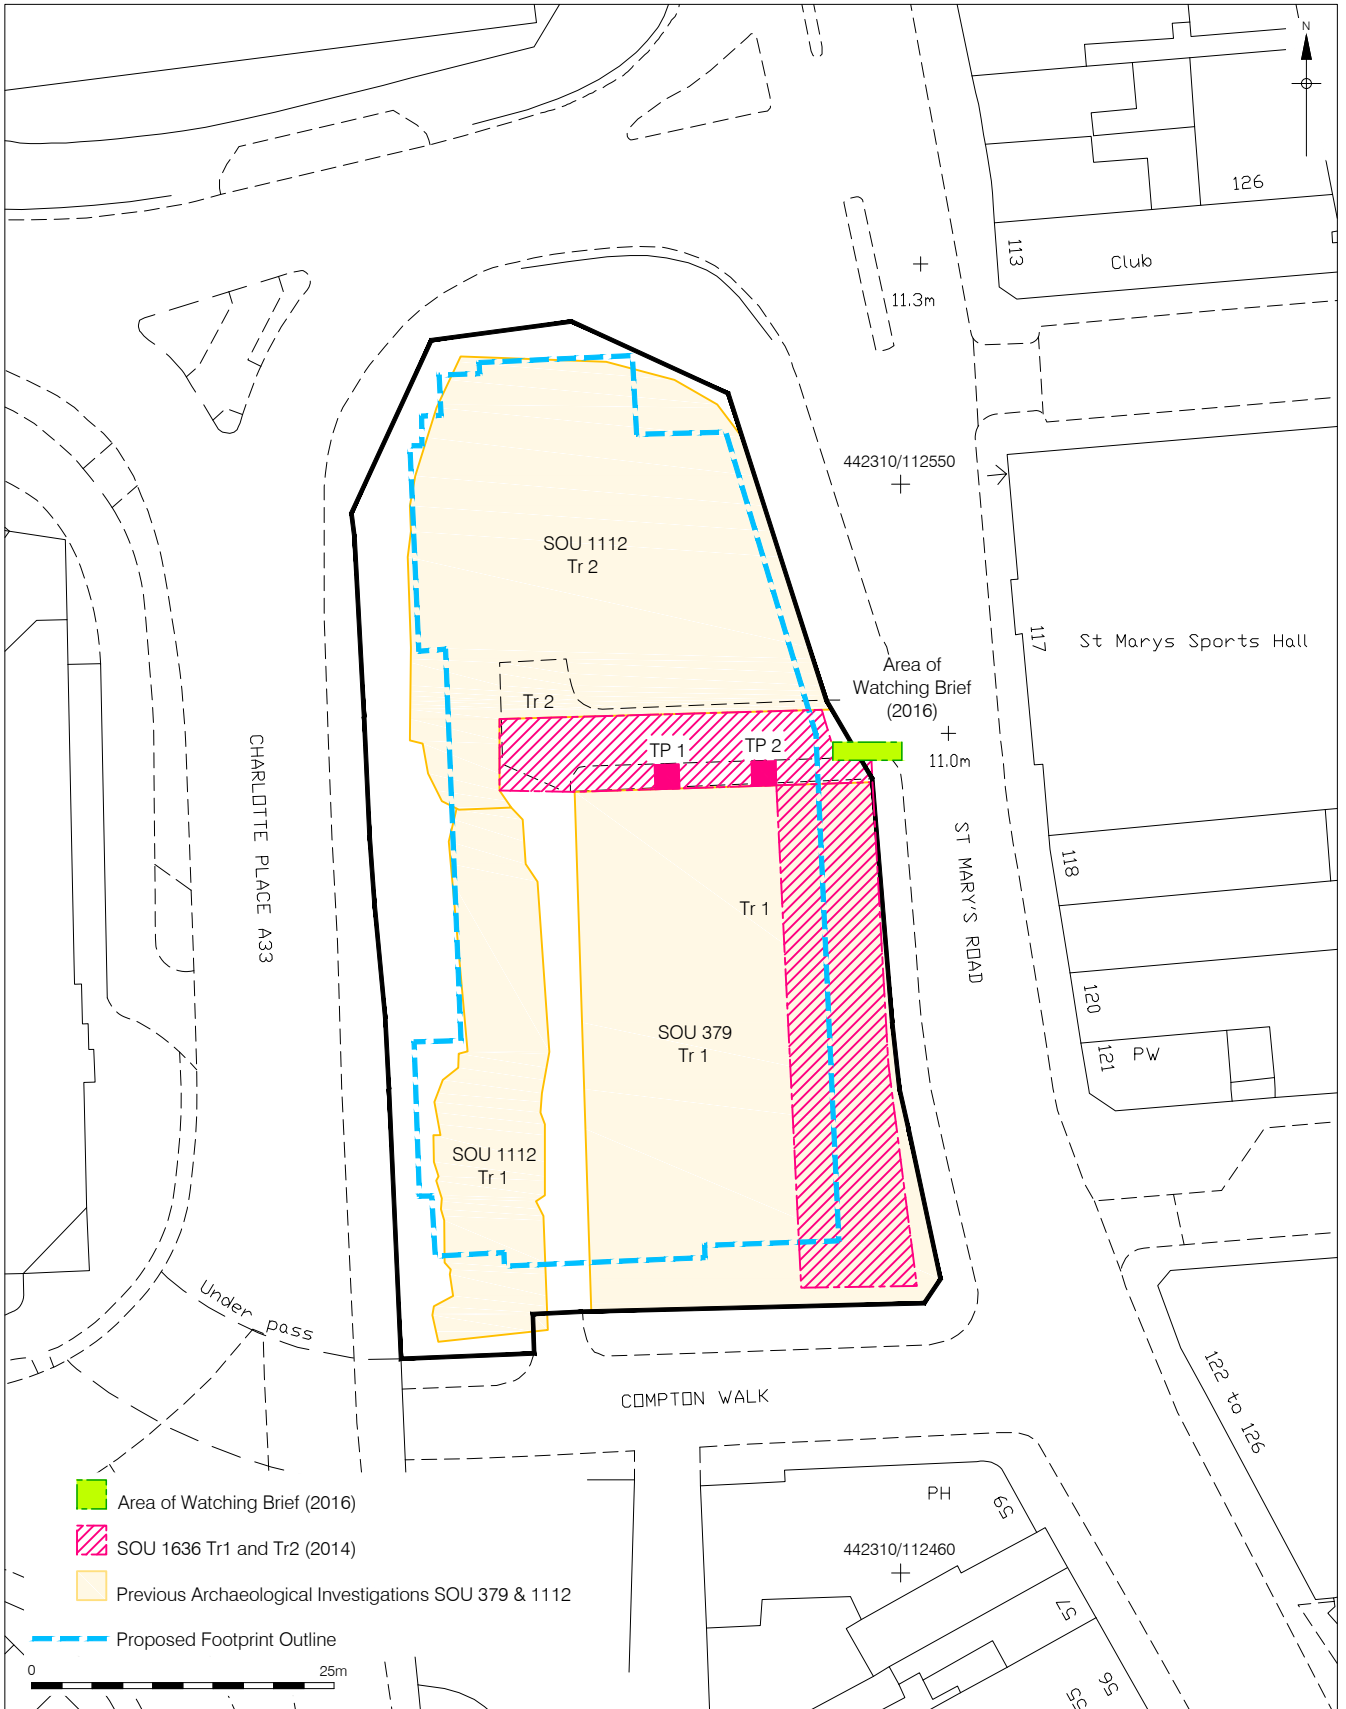 N
126
113
Club
11.3m
442310/112550
SOU 1112
Tr 2
117
St Marys Sports Hall
Area of
Watching Brief
(2016)
Tr 2
TP 1
TP 2
11.0m
CHARLOTTE PLACE A33
ST MARY'S ROAD
118
Tr 1
120
SOU 379
Tr 1
121
PW
SOU 1112
Tr 1
Under pass
122 to 126
COMPTON WALK
PH
59
Area of Watching Brief (2016)
SOU 1636 Tr1 and Tr2 (2014)
442310/112460
Previous Archaeological Investigations SOU 379 & 1112
57
Proposed Footprint Outline
0
25m
56
55